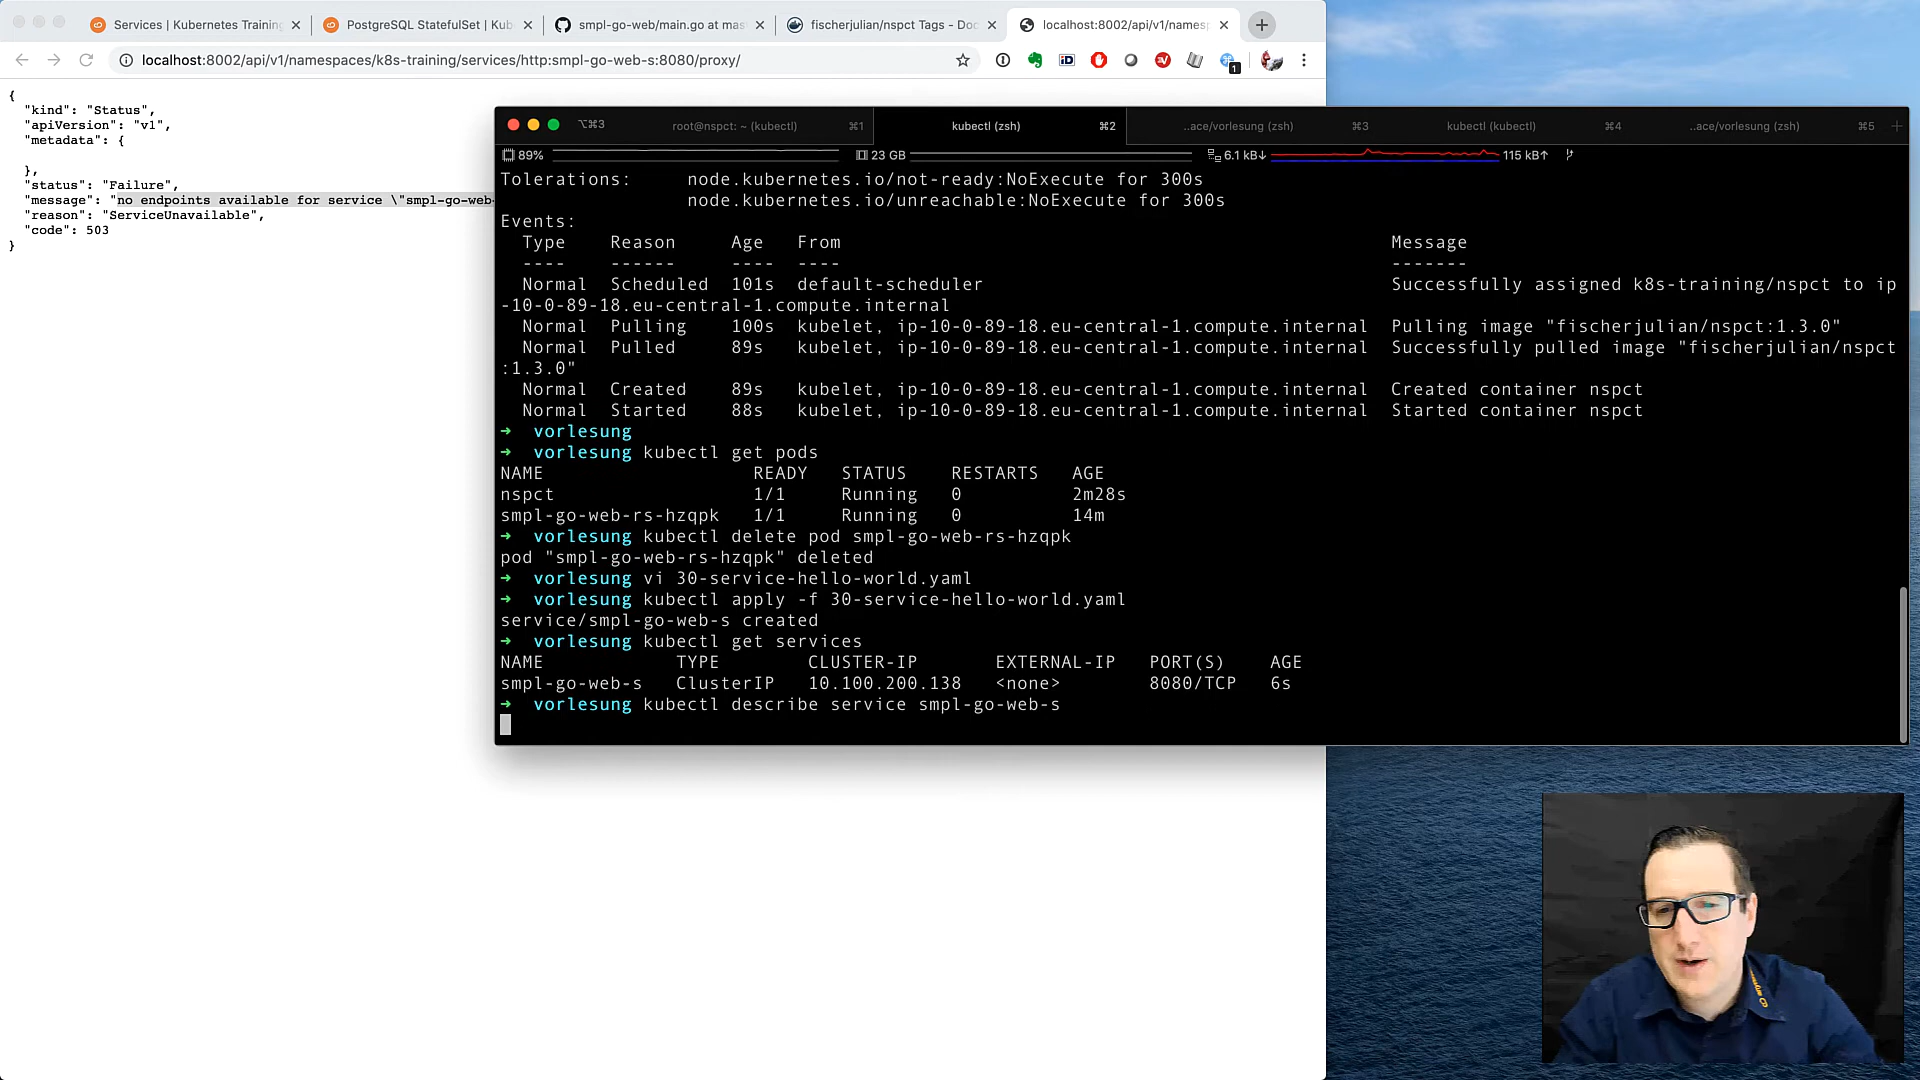 Services | Kubernetes Training
PostgreSQL StatefulSet | Kub
smpl-go-web/main.go at mas
fischerjulian/nspct Tags - Doc
localhost:8002/api/v1/namesp
localhost:8002/api/v1/namespaces/k8s-training/services/http:smpl-go-web-s:8080/proxy/
{
"kind": "Status",
"apiVersion": "v1",
"metadata": {
},
"status": "Failure",
"message": "no endpoints available for service \"smpl-go-web-
"reason": "ServiceUnavailable",
"code": 503
}
⌥⌘3
root@nspct: ~ (kubectl) ⌘1
kubectl (zsh) ⌘2
..ace/vorlesung (zsh) ⌘3
kubectl (kubectl) ⌘4
..ace/vorlesung (zsh) ⌘5
89% 23 GB 6.1 kB↓ 115 kB↑
Tolerations: node.kubernetes.io/not-ready:NoExecute for 300s
node.kubernetes.io/unreachable:NoExecute for 300s
Events:
Type Reason Age From Message
---- ------ ---- ---- -------
Normal Scheduled 101s default-scheduler Successfully assigned k8s-training/nspct to ip
-10-0-89-18.eu-central-1.compute.internal
Normal Pulling 100s kubelet, ip-10-0-89-18.eu-central-1.compute.internal Pulling image "fischerjulian/nspct:1.3.0"
Normal Pulled 89s kubelet, ip-10-0-89-18.eu-central-1.compute.internal Successfully pulled image "fischerjulian/nspct
:1.3.0"
Normal Created 89s kubelet, ip-10-0-89-18.eu-central-1.compute.internal Created container nspct
Normal Started 88s kubelet, ip-10-0-89-18.eu-central-1.compute.internal Started container nspct
→ vorlesung
→ vorlesung kubectl get pods
NAME READY STATUS RESTARTS AGE
nspct 1/1 Running 0 2m28s
smpl-go-web-rs-hzqpk 1/1 Running 0 14m
→ vorlesung kubectl delete pod smpl-go-web-rs-hzqpk
pod "smpl-go-web-rs-hzqpk" deleted
→ vorlesung vi 30-service-hello-world.yaml
→ vorlesung kubectl apply -f 30-service-hello-world.yaml
service/smpl-go-web-s created
→ vorlesung kubectl get services
NAME TYPE CLUSTER-IP EXTERNAL-IP PORT(S) AGE
smpl-go-web-s ClusterIP 10.100.200.138 <none> 8080/TCP 6s
→ vorlesung kubectl describe service smpl-go-web-s